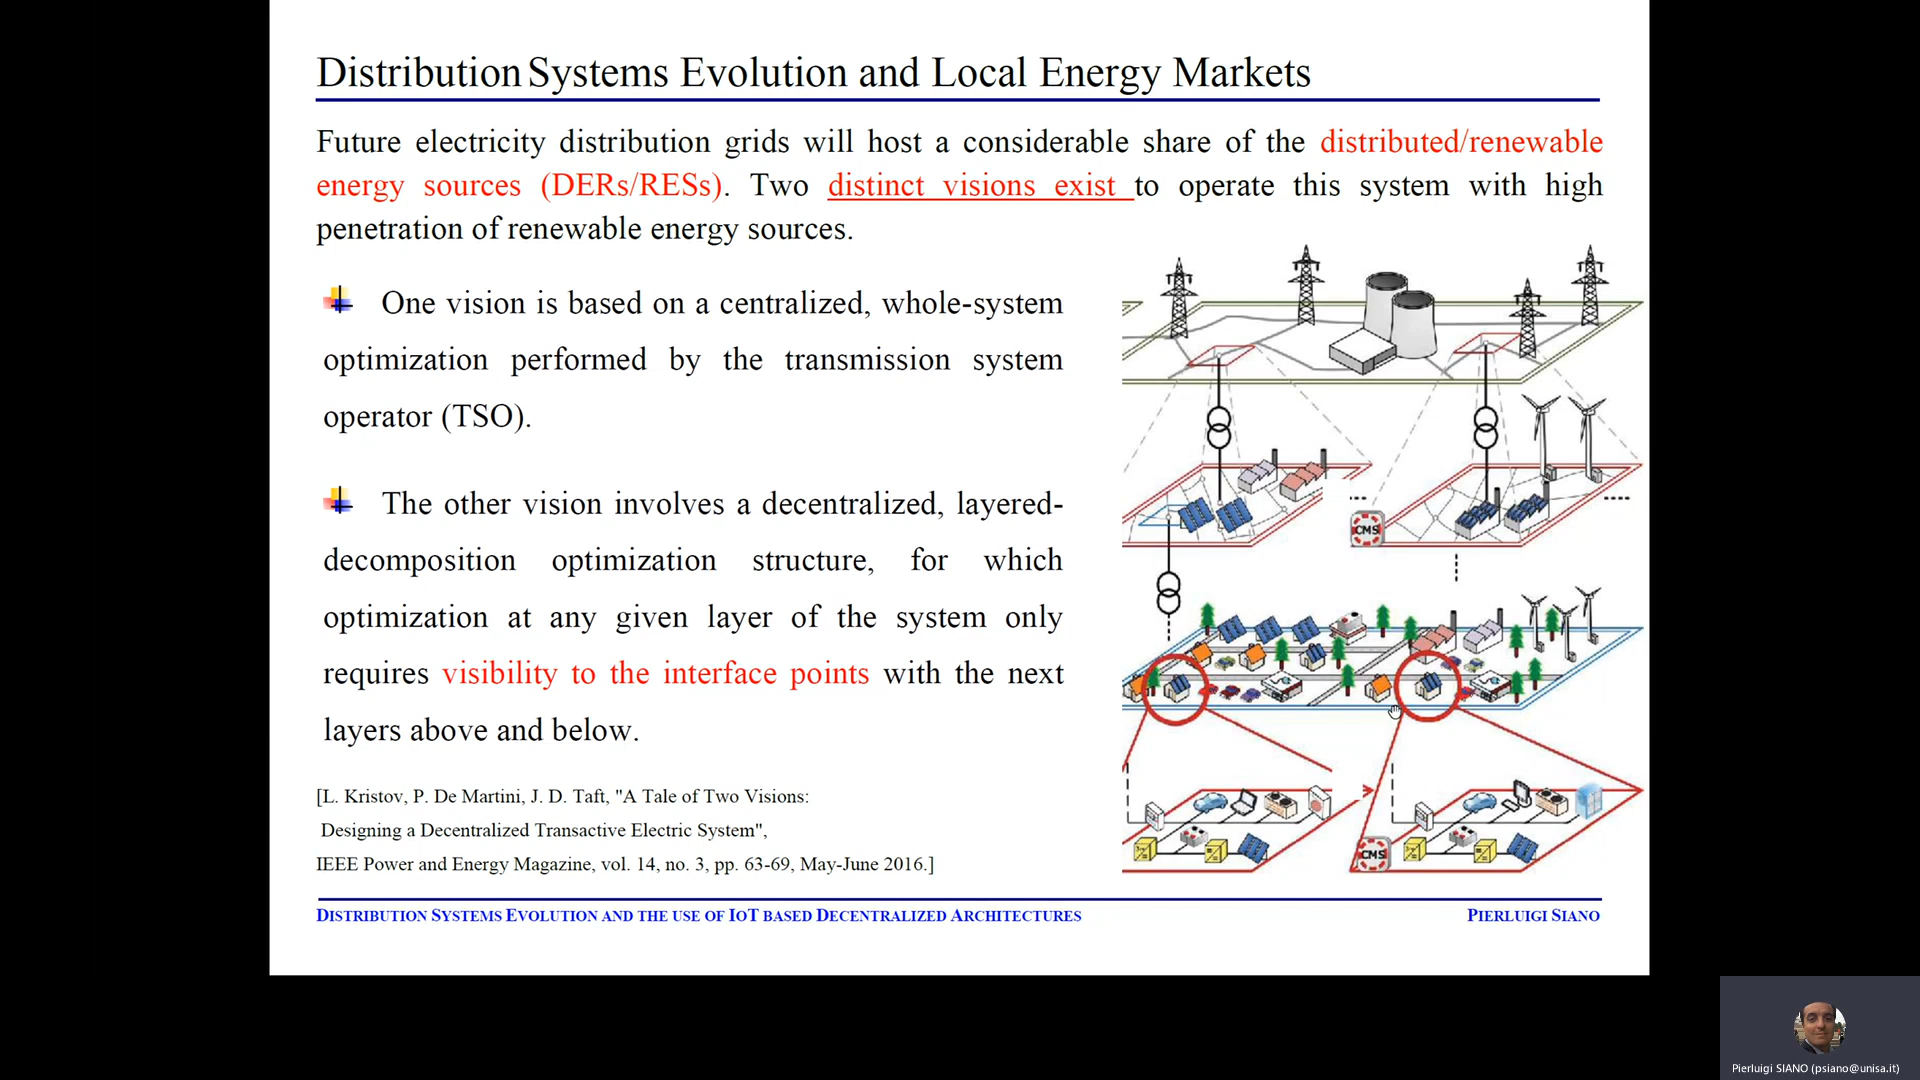 Distribution Systems Evolution and Local Energy Markets
Future electricity distribution grids will host a considerable share of the distributed/renewable
energy sources (DERs/RESs). Two distinct visions exist to operate this system with high
penetration of renewable energy sources.
One vision is based on a centralized, whole-system
optimization performed by the transmission system
operator (TSO).
The other vision involves a decentralized, layered-
decomposition optimization structure, for which
optimization at any given layer of the system only
requires visibility to the interface points with the next
layers above and below.
[L. Kristov, P. De Martini, J. D. Taft, "A Tale of Two Visions:
Designing a Decentralized Transactive Electric System",
IEEE Power and Energy Magazine, vol. 14, no. 3, pp. 63-69, May-June 2016.]
CMS
CMS
DISTRIBUTION SYSTEMS EVOLUTION AND THE USE OF IOT BASED DECENTRALIZED ARCHITECTURES
PIERLUIGI SIANO
Pierluigi SIANO (psiano@unisa.it)